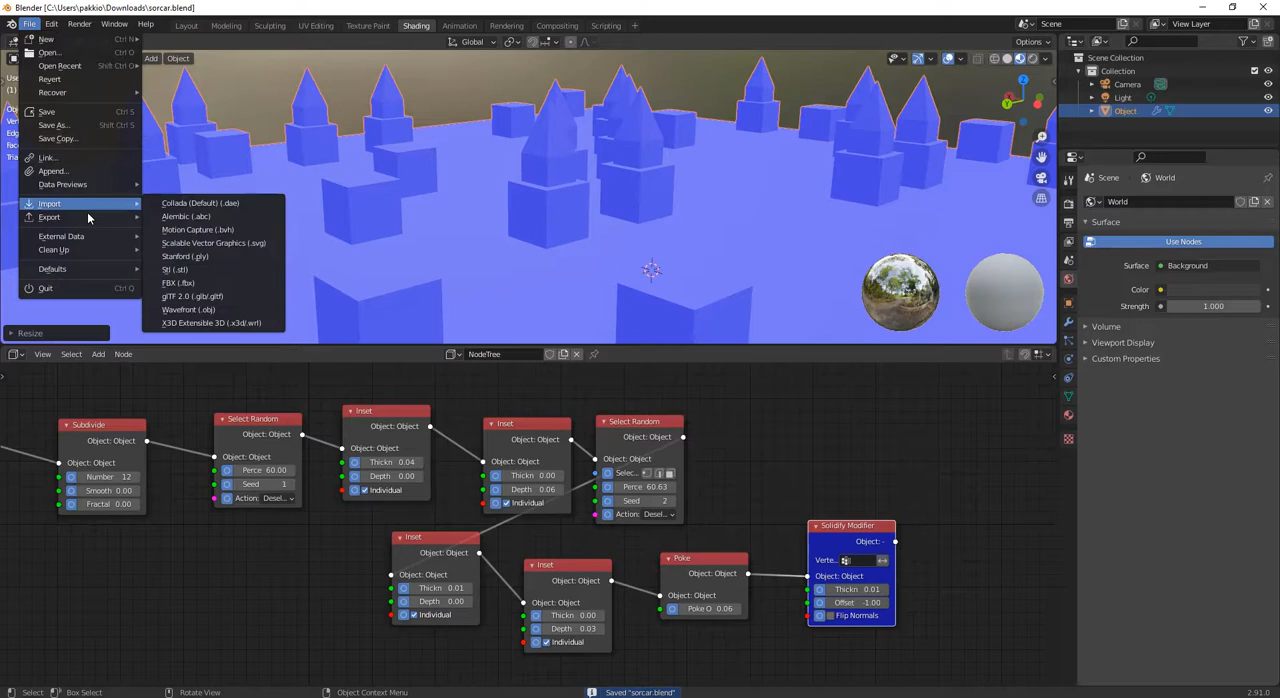 Blender [C:\Users\pakkio\Downloads\sorcar.blend]
File Edit Render Window Help Layout Modeling Sculpting UV Editing Texture Paint Shading Animation Rendering Compositing Scripting Scene View Layer
Global Options
Add Object
New Ctrl N
Open... Ctrl O
Open Recent Shift Ctrl O
Revert
Recover
Save Ctrl S
Save As... Shift Ctrl S
Save Copy...
Link...
Append...
Data Previews
Import
Export
External Data
Clean Up
Defaults
Quit Ctrl Q
Collada (Default) (.dae)
Alembic (.abc)
Motion Capture (.bvh)
Scalable Vector Graphics (.svg)
Stanford (.ply)
Stl (.stl)
FBX (.fbx)
glTF 2.0 (.glb/.gltf)
Wavefront (.obj)
X3D Extensible 3D (.x3d/.wrl)
Resize
Z
Y
Scene Collection
Collection
Camera
Light
Object
Scene World
World
Surface
Use Nodes
Surface Background
Color
Strength 1.000
Volume
Viewport Display
Custom Properties
View Select Add Node NodeTree
Subdivide
Object: Object
Object: Object
Number 12
Smooth 0.00
Fractal 0.00
Select Random
Object: Object
Object: Object
Perce 60.00
Seed 1
Action: Desel...
Inset
Object: Object
Object: Object
Thickn 0.04
Depth 0.00
Individual
Inset
Object: Object
Object: Object
Thickn 0.00
Depth 0.06
Individual
Select Random
Object: Object
Object: Object
Selec...
Perce 60.63
Seed 2
Action: Desel...
Inset
Object: Object
Object: Object
Thickn 0.01
Depth 0.00
Individual
Inset
Object: Object
Object: Object
Thickn 0.00
Depth 0.03
Individual
Poke
Object: Object
Object: Object
Poke O 0.06
Solidify Modifier
Object: -
Verte...
Object: Object
Thickn 0.01
Offset -1.00
Flip Normals
Select Box Select Rotate View Object Context Menu Saved "sorcar.blend" 2.91.0